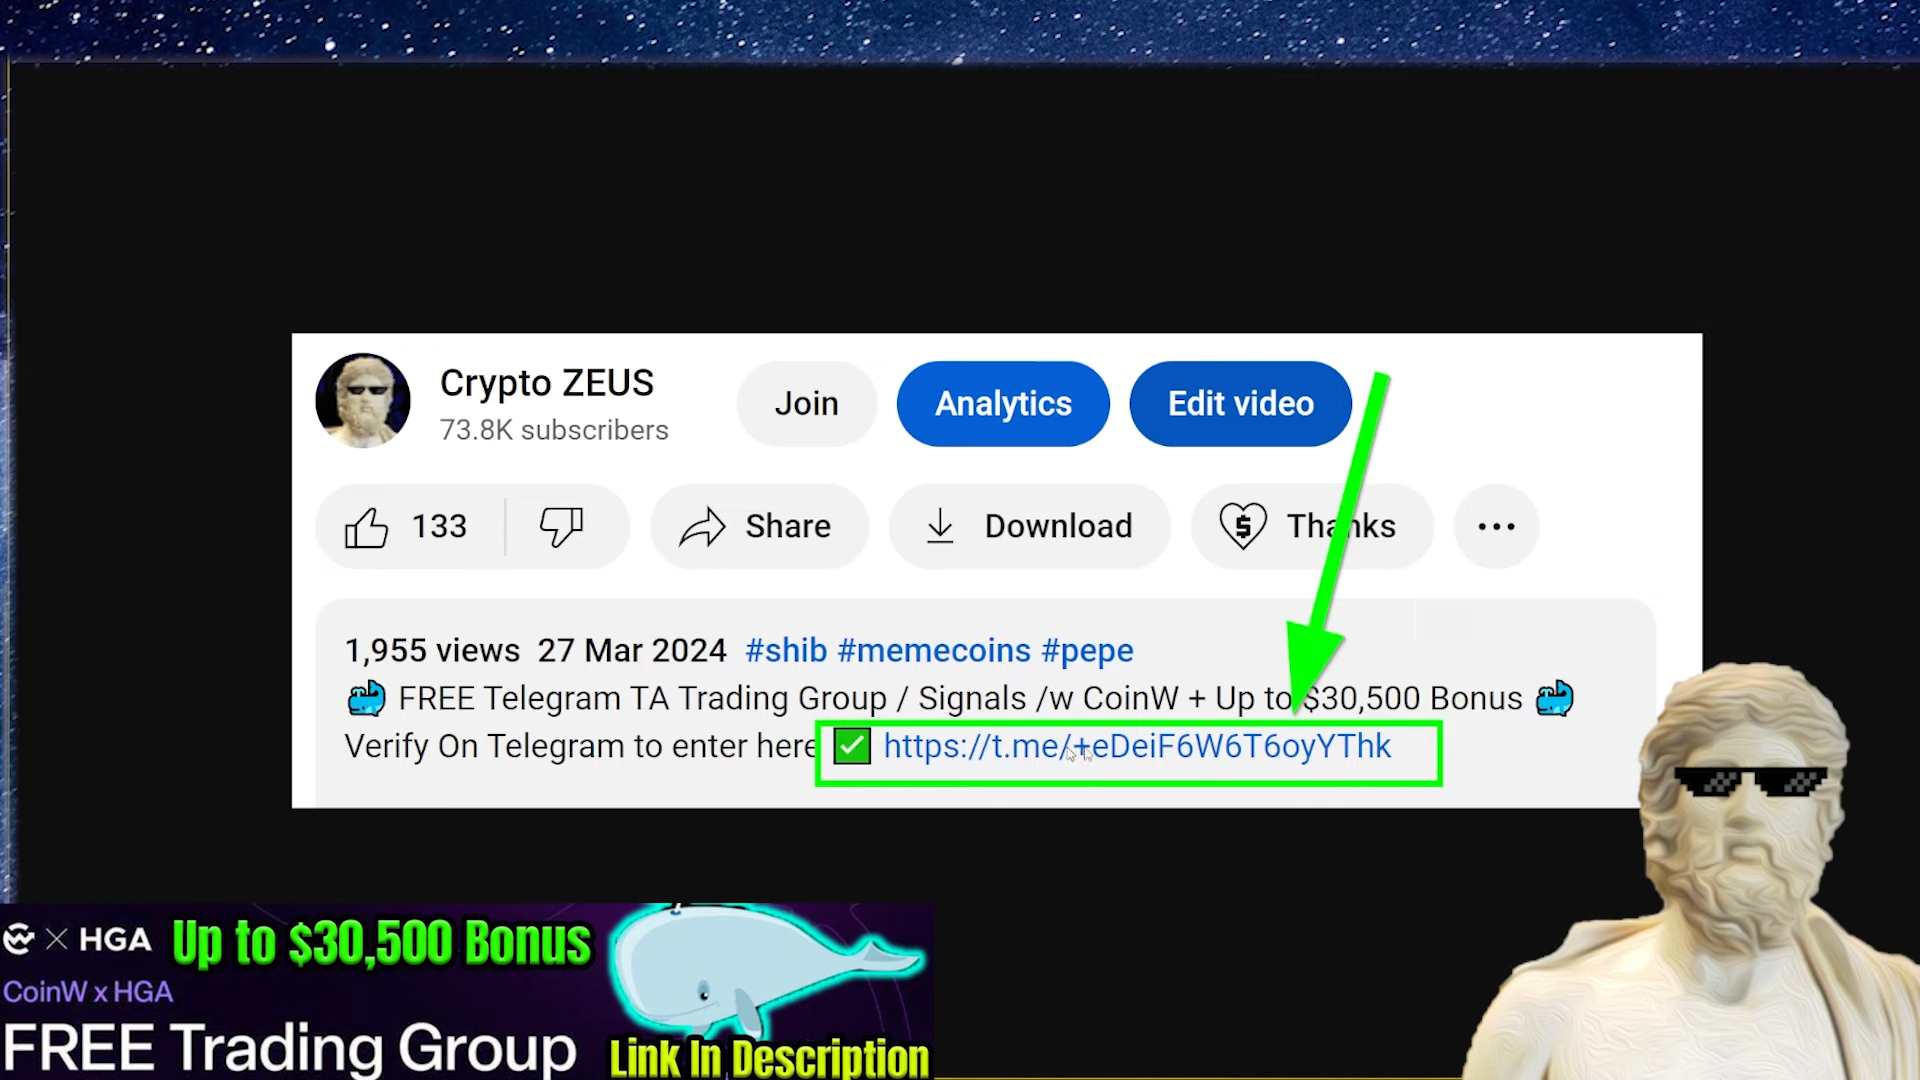 Crypto ZEUS
73.8K subscribers
Join
Analytics
Edit video
133
Share
Download
Thanks
1,955 views 27 Mar 2024 #shib #memecoins #pepe
FREE Telegram TA Trading Group / Signals /w CoinW + Up to $30,500 Bonus
Verify On Telegram to enter here ✅ https://t.me/+eDeiF6W6T6oyYThk
HGA Up to $30,500 Bonus
CoinW x HGA
FREE Trading Group
Link In Description